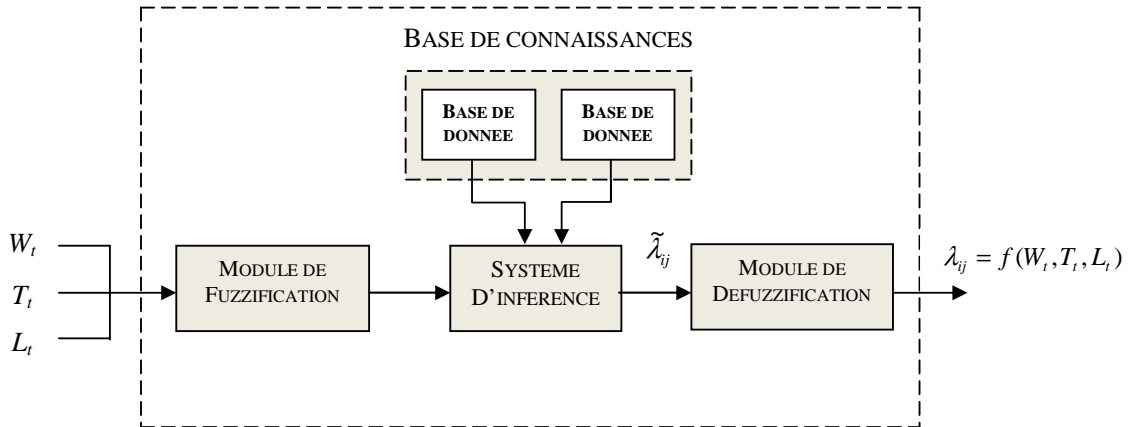 BASE DE CONNAISSANCES
BASE DE
DONNEE
BASE DE
DONNEE
W_t
T_t
L_t
MODULE DE
FUZZIFICATION
SYSTEME
D'INFERENCE
λ̃_ij
MODULE DE
DEFUZZIFICATION
λ_ij = f(W_t, T_t, L_t)